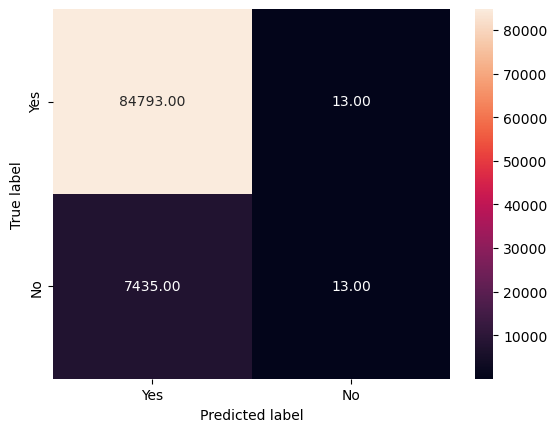 80000
70000
Yes
84793.00
13.00
60000
50000
True label
40000
30000
No
7435.00
13.00
20000
10000
Yes
No
Predicted label